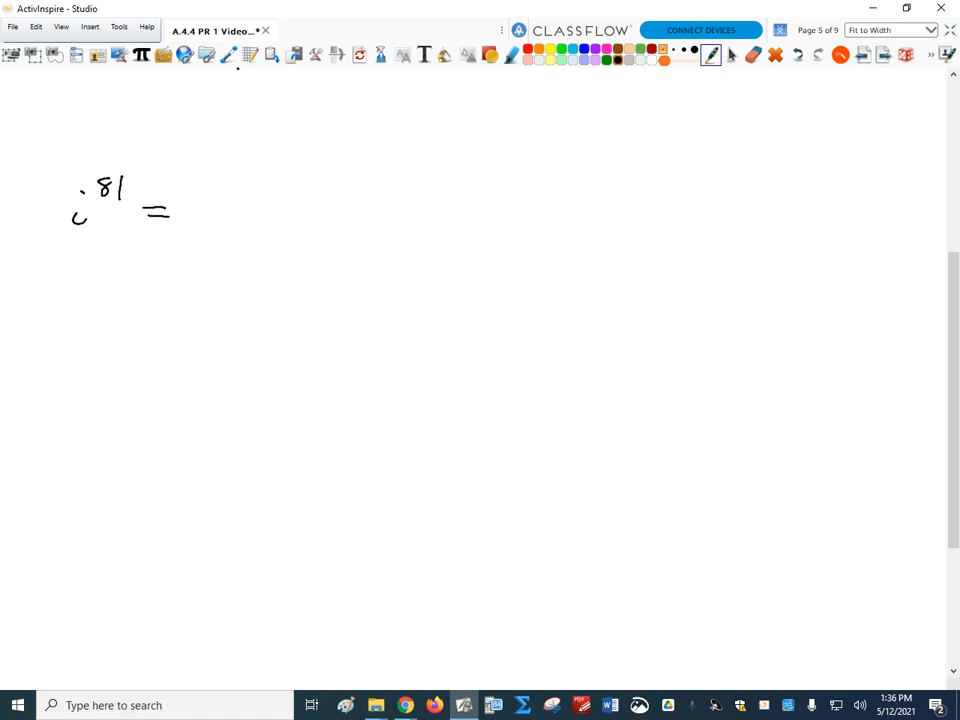 ActivInspire - Studio
File Edit View Insert Tools Help A.4.4 PR 1 Video...* CLASSFLOW CONNECT DEVICES Page 5 of 9 Fit to Width
i^81 =
Type here to search
1:36 PM
5/12/2021
2